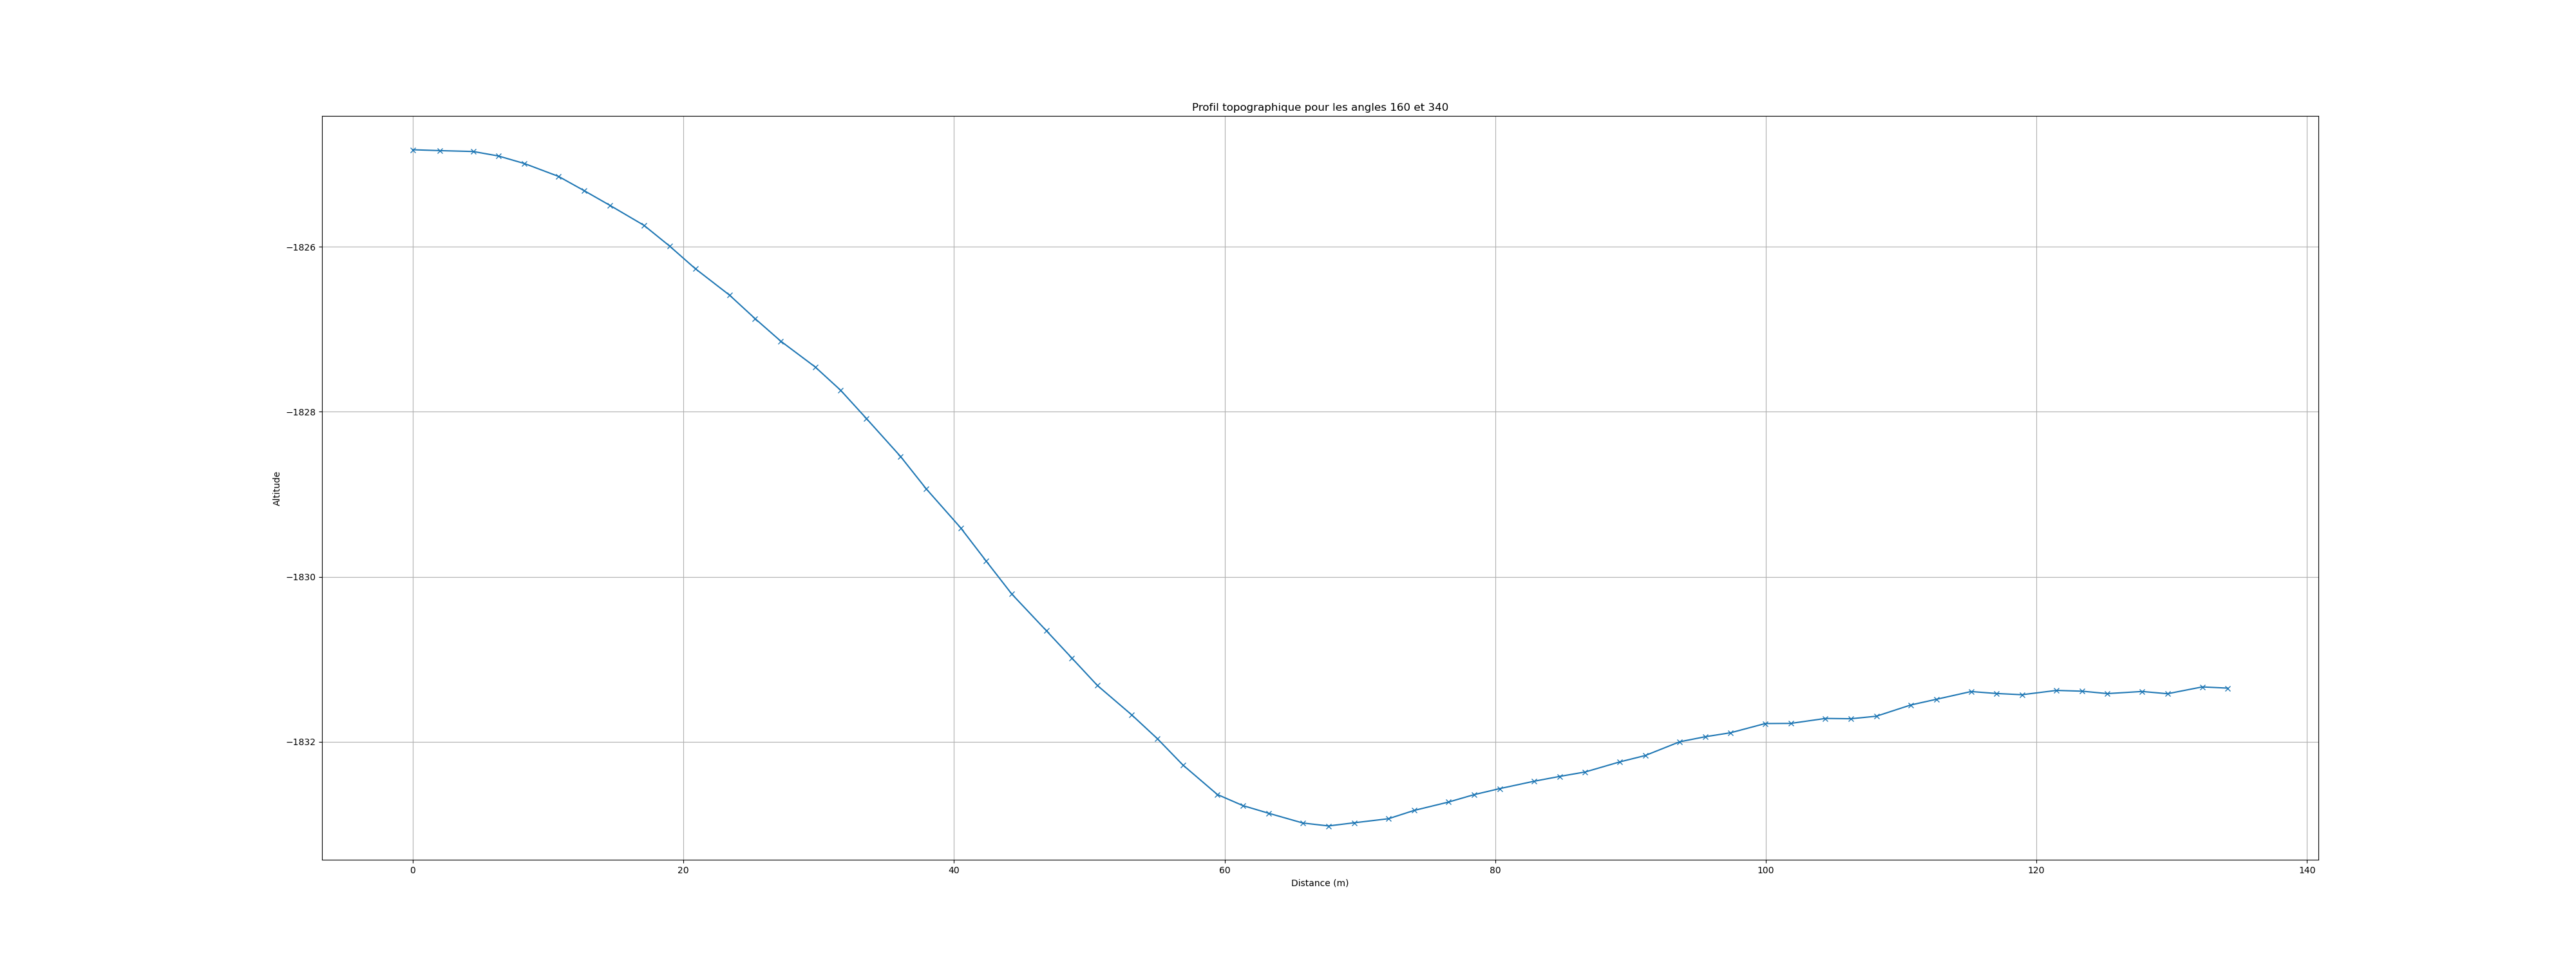 Profil topographique pour les angles 160 et 340
Altitude
−1826
−1828
−1830
−1832
0 20 40 60 80 100 120 140
Distance (m)